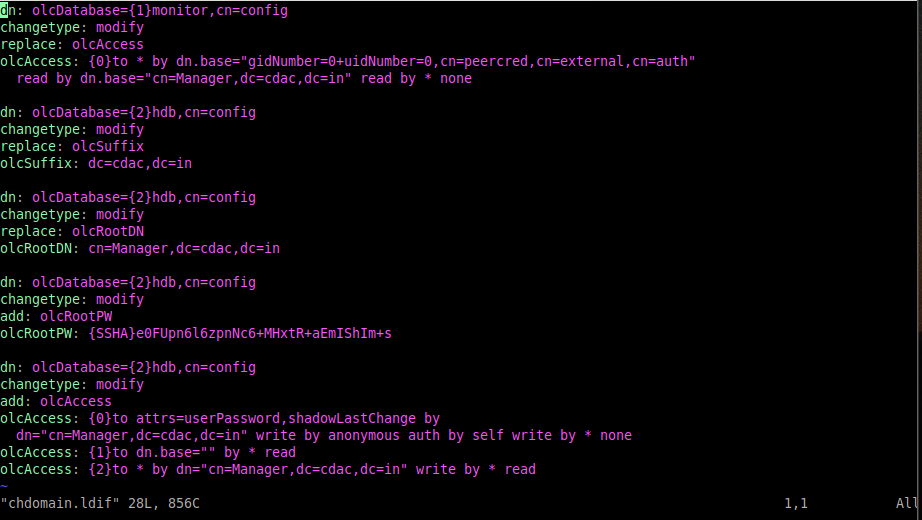 dn: olcDatabase={1}monitor,cn=config
changetype: modify
replace: olcAccess
olcAccess: {0}to * by dn.base="gidNumber=0+uidNumber=0,cn=peercred,cn=external,cn=auth"
  read by dn.base="cn=Manager,dc=cdac,dc=in" read by * none

dn: olcDatabase={2}hdb,cn=config
changetype: modify
replace: olcSuffix
olcSuffix: dc=cdac,dc=in

dn: olcDatabase={2}hdb,cn=config
changetype: modify
replace: olcRootDN
olcRootDN: cn=Manager,dc=cdac,dc=in

dn: olcDatabase={2}hdb,cn=config
changetype: modify
add: olcRootPW
olcRootPW: {SSHA}e0FUpn6l6zpnNc6+MHxtR+aEmIShIm+s

dn: olcDatabase={2}hdb,cn=config
changetype: modify
add: olcAccess
olcAccess: {0}to attrs=userPassword,shadowLastChange by
  dn="cn=Manager,dc=cdac,dc=in" write by anonymous auth by self write by * none
olcAccess: {1}to dn.base="" by * read
olcAccess: {2}to * by dn="cn=Manager,dc=cdac,dc=in" write by * read
~
"chdomain.ldif" 28L, 856C 1,1 All